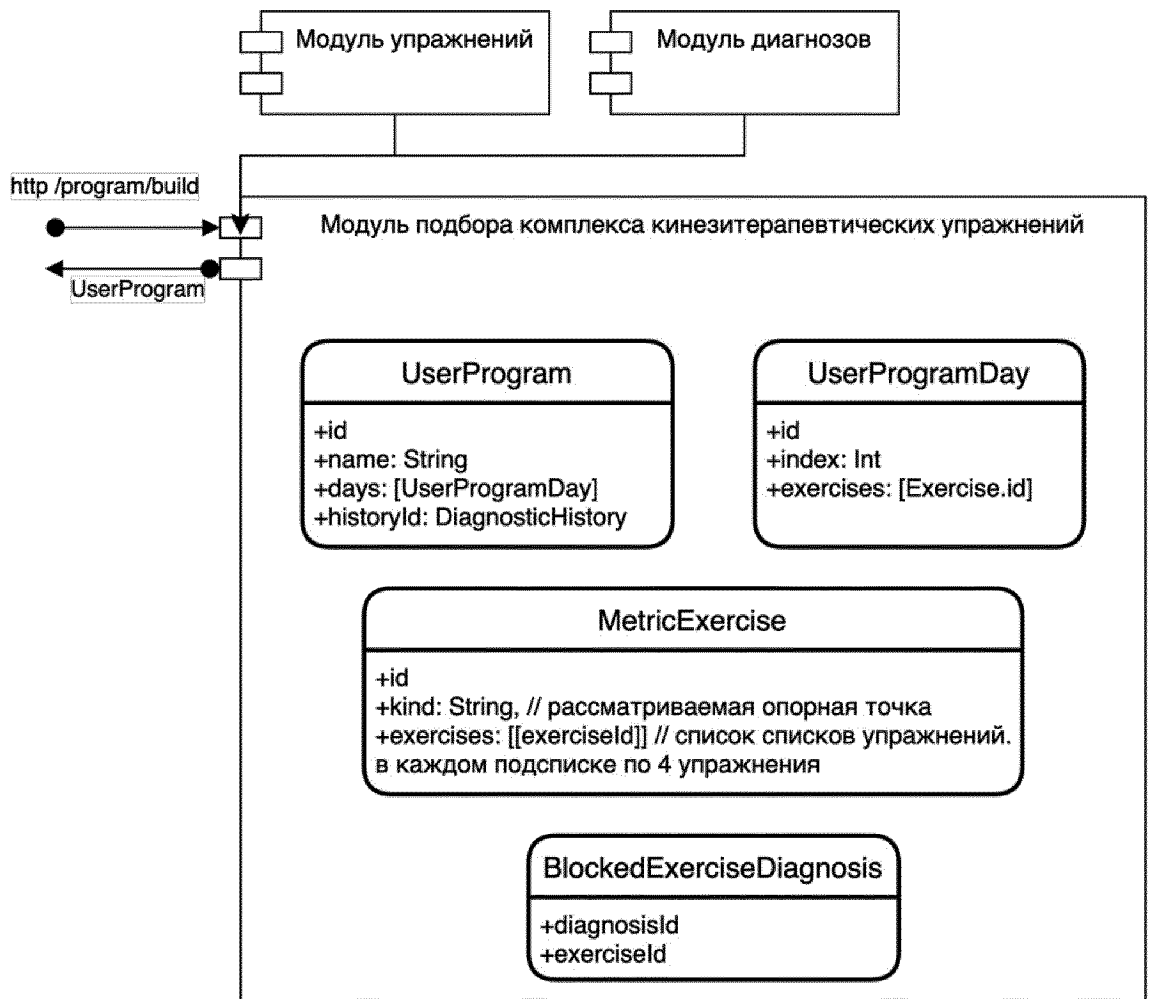 Модуль упражнений
Модуль диагнозов
http /program/build
Модуль подбора комплекса кинезитерапевтических упражнений
UserProgram
UserProgram
+id
+name: String
+days: [UserProgramDay]
+historyId: DiagnosticHistory
UserProgramDay
+id
+index: Int
+exercises: [Exercise.id]
MetricExercise
+id
+kind: String, // рассматриваемая опорная точка
+exercises: [[exerciseId]] // список списков упражнений.
в каждом подсписке по 4 упражнения
BlockedExerciseDiagnosis
+diagnosisId
+exerciseId